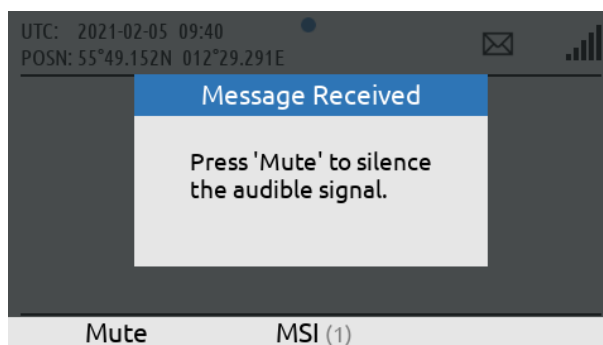 UTC: 2021-02-05 09:40
POSN: 55°49.152N 012°29.291E
Message Received
Press 'Mute' to silence
the audible signal.
Mute MSI (1)